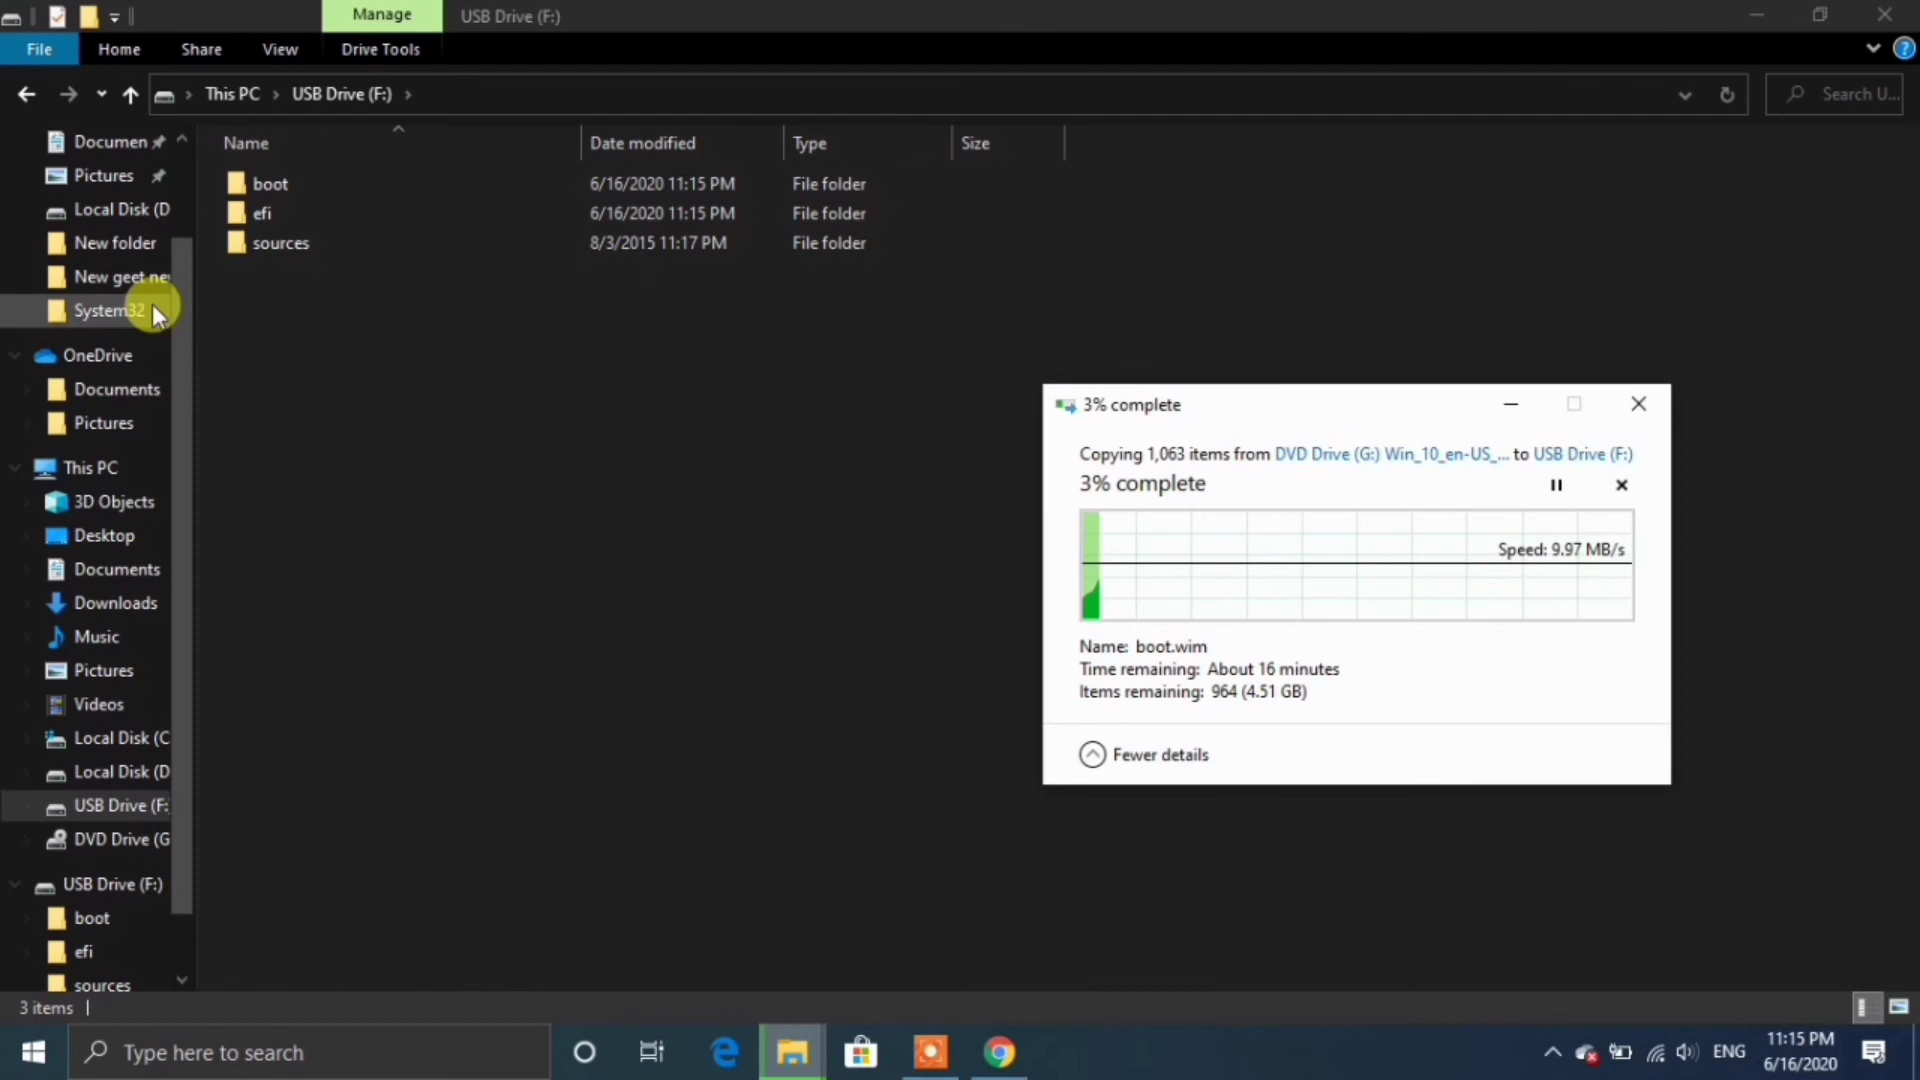 Manage
USB Drive (F:)
File
Home
Share
View
Drive Tools
This PC
USB Drive (F:)
Search U...
Name
Date modified
Type
Size
boot
6/16/2020 11:15 PM
File folder
efi
6/16/2020 11:15 PM
File folder
sources
8/3/2015 11:17 PM
File folder
Documen
Pictures
Local Disk (D
New folder
New geet ne
System32
OneDrive
Documents
Pictures
This PC
3D Objects
Desktop
Documents
Downloads
Music
Pictures
Videos
Local Disk (C
Local Disk (D
USB Drive (F:
DVD Drive (G
USB Drive (F:)
boot
efi
sources
3% complete
Copying 1,063 items from DVD Drive (G:) Win_10_en-US_... to USB Drive (F:)
3% complete
Speed: 9.97 MB/s
Name: boot.wim
Time remaining: About 16 minutes
Items remaining: 964 (4.51 GB)
Fewer details
3 items
Type here to search
ENG
11:15 PM
6/16/2020